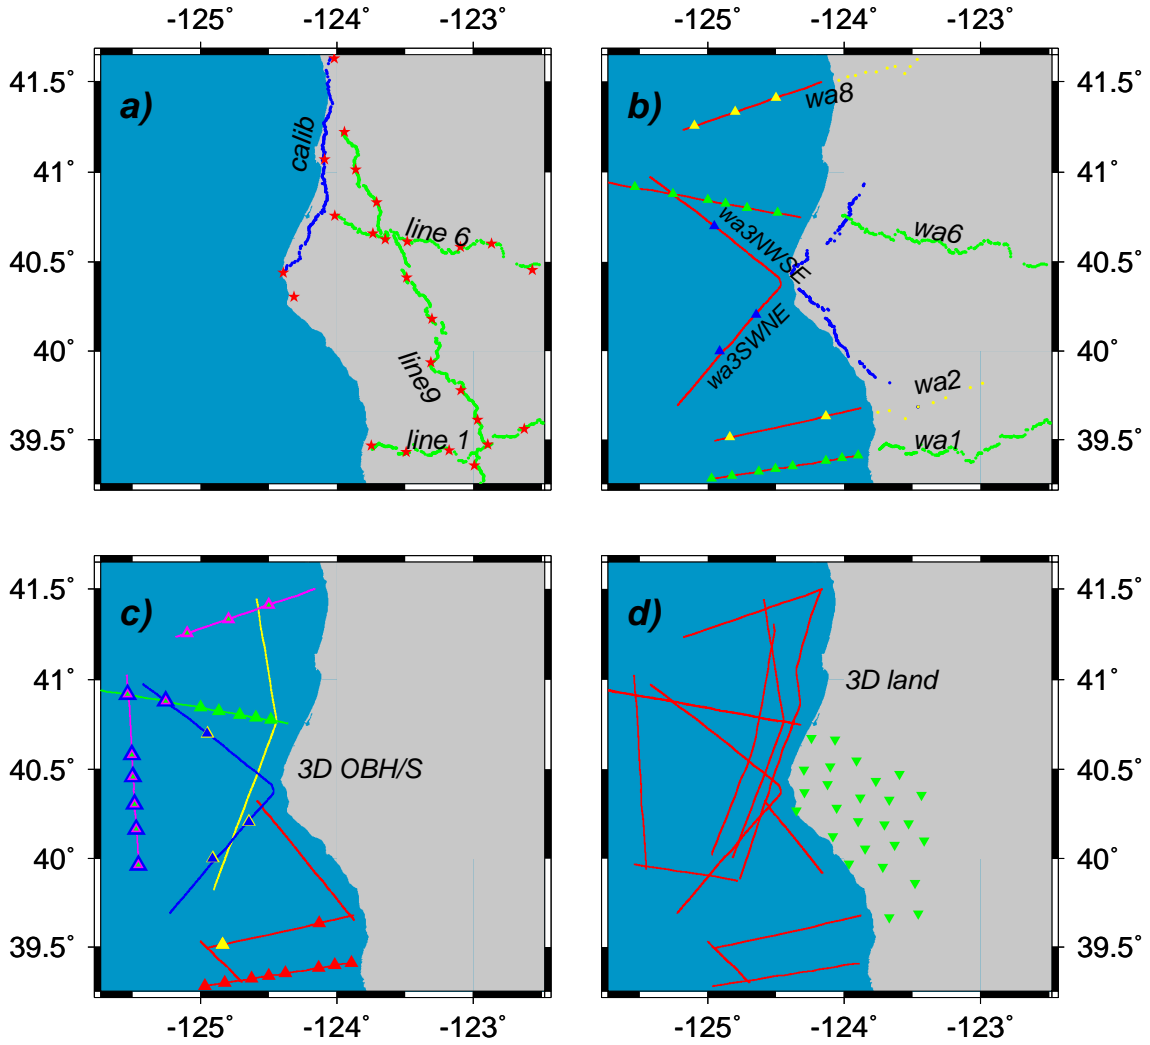 -125˚ -124˚ -123˚ -125˚ -124˚ -123˚
41.5˚ 41.5˚
41˚ 41˚
40.5˚ 40.5˚
40˚ 40˚
39.5˚ 39.5˚
a)
calib
line 6
line9
line 1
b)
wa8
wa3NWSE
wa6
wa3SWNE
wa2
wa1
41.5˚ 41.5˚
41˚ 41˚
40.5˚ 40.5˚
40˚ 40˚
39.5˚ 39.5˚
c)
3D OBH/S
d)
3D land
-125˚ -124˚ -123˚ -125˚ -124˚ -123˚